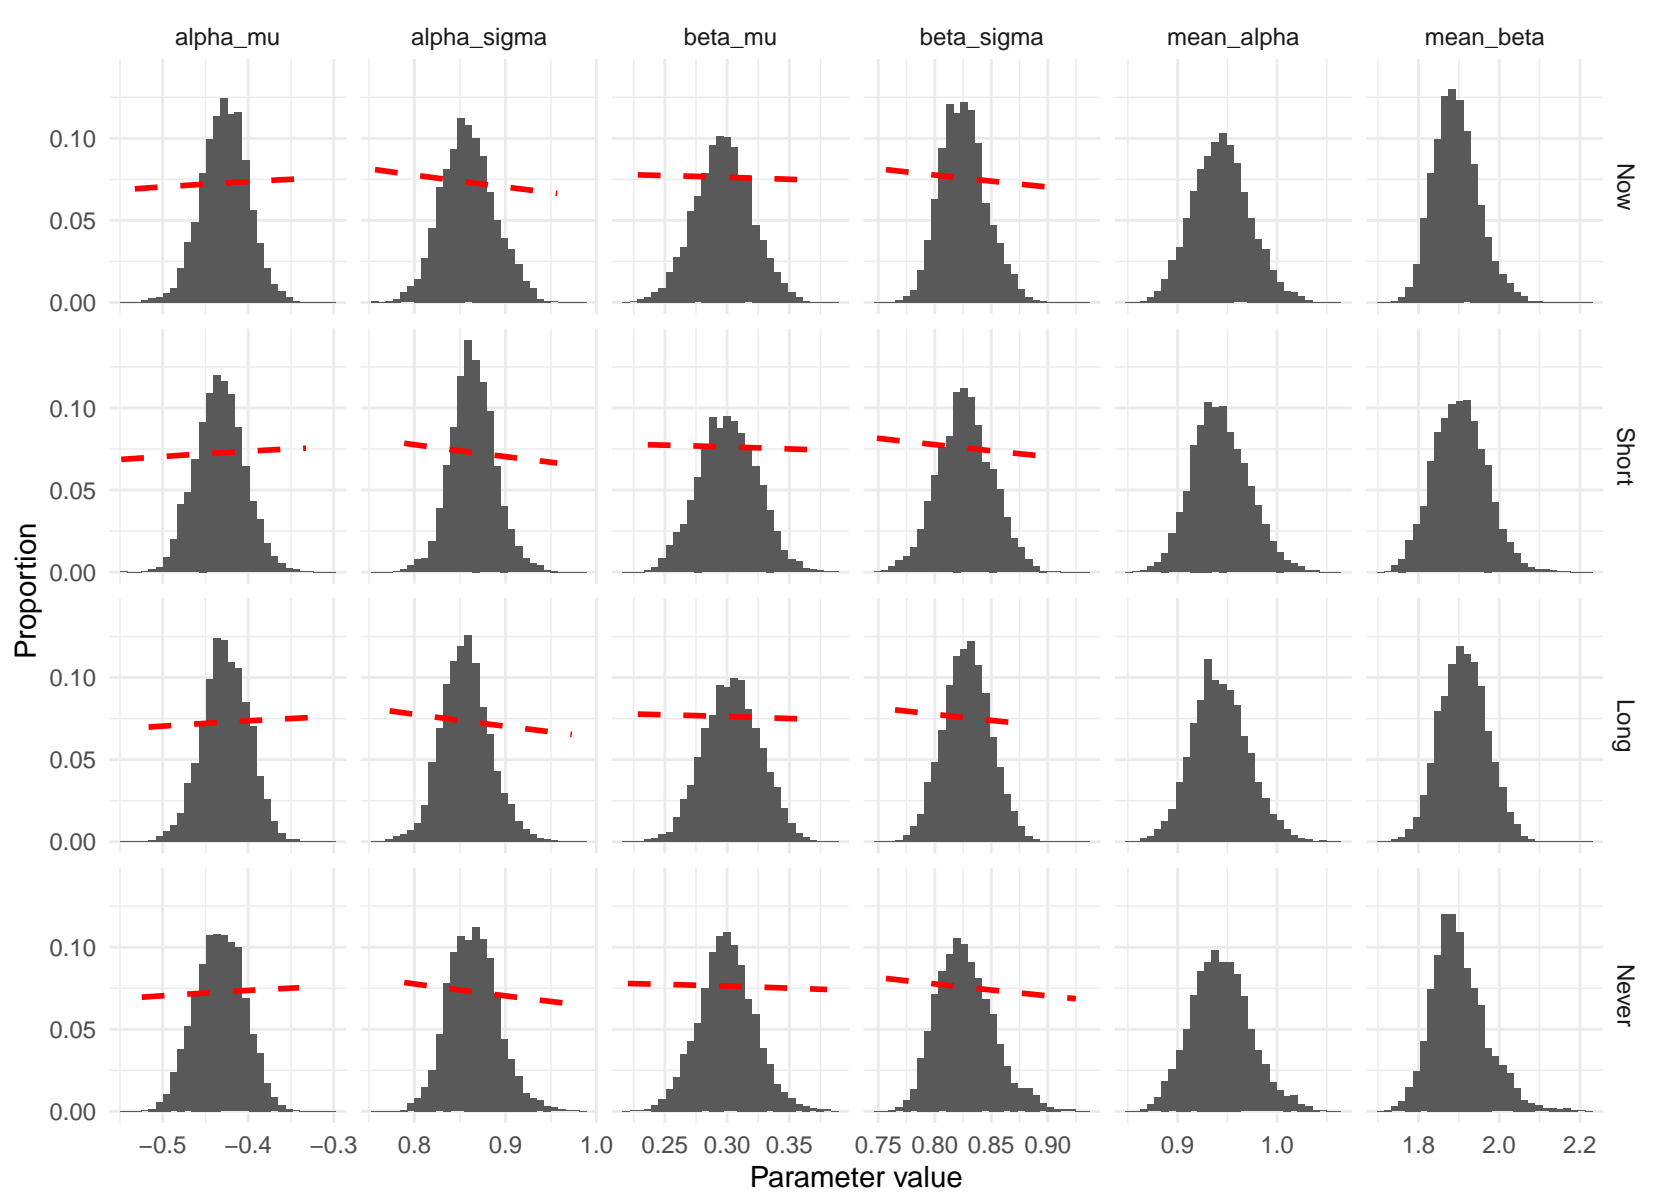 alpha_mu alpha_sigma beta_mu beta_sigma mean_alpha mean_beta
0.10
0.05
0.00
Now
0.10
0.05
0.00
Short
0.10
0.05
0.00
Long
0.10
0.05
0.00
Never
Proportion
−0.5 −0.4 −0.3 0.8 0.9 1.0 0.25 0.30 0.35 0.75 0.80 0.85 0.90 0.9 1.0 1.8 2.0 2.2
Parameter value